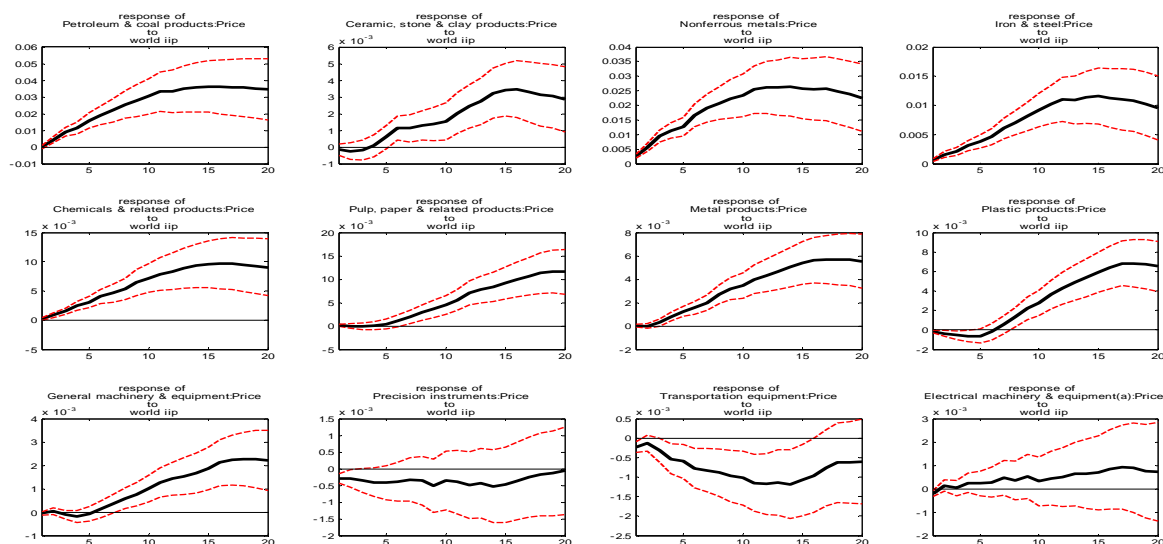 response of
Petroleum & coal products:Price
to
world iip
0.06
0.05
0.04
0.03
0.02
0.01
0
-0.01
5 10 15 20
response of
Ceramic, stone & clay products:Price
to
world iip
x 10^-3
6
5
4
3
2
1
0
-1
5 10 15 20
response of
Nonferrous metals:Price
to
world iip
0.04
0.035
0.03
0.025
0.02
0.015
0.01
0.005
0
5 10 15 20
response of
Iron & steel:Price
to
world iip
0.02
0.015
0.01
0.005
0
5 10 15 20
response of
Chemicals & related products:Price
to
world iip
x 10^-3
15
10
5
0
-5
5 10 15 20
response of
Pulp, paper & related products:Price
to
world iip
x 10^-3
20
15
10
5
0
-5
5 10 15 20
response of
Metal products:Price
to
world iip
x 10^-3
8
6
4
2
0
-2
5 10 15 20
response of
Plastic products:Price
to
world iip
x 10^-3
10
8
6
4
2
0
-2
5 10 15 20
response of
General machinery & equipment:Price
to
world iip
x 10^-3
4
3
2
1
0
-1
5 10 15 20
response of
Precision instruments:Price
to
world iip
x 10^-3
1.5
1
0.5
0
-0.5
-1
-1.5
-2
5 10 15 20
response of
Transportation equipment:Price
to
world iip
x 10^-3
0.5
0
-0.5
-1
-1.5
-2
-2.5
5 10 15 20
response of
Electrical machinery & equipment(a):Price
to
world iip
x 10^-3
3
2
1
0
-1
-2
5 10 15 20